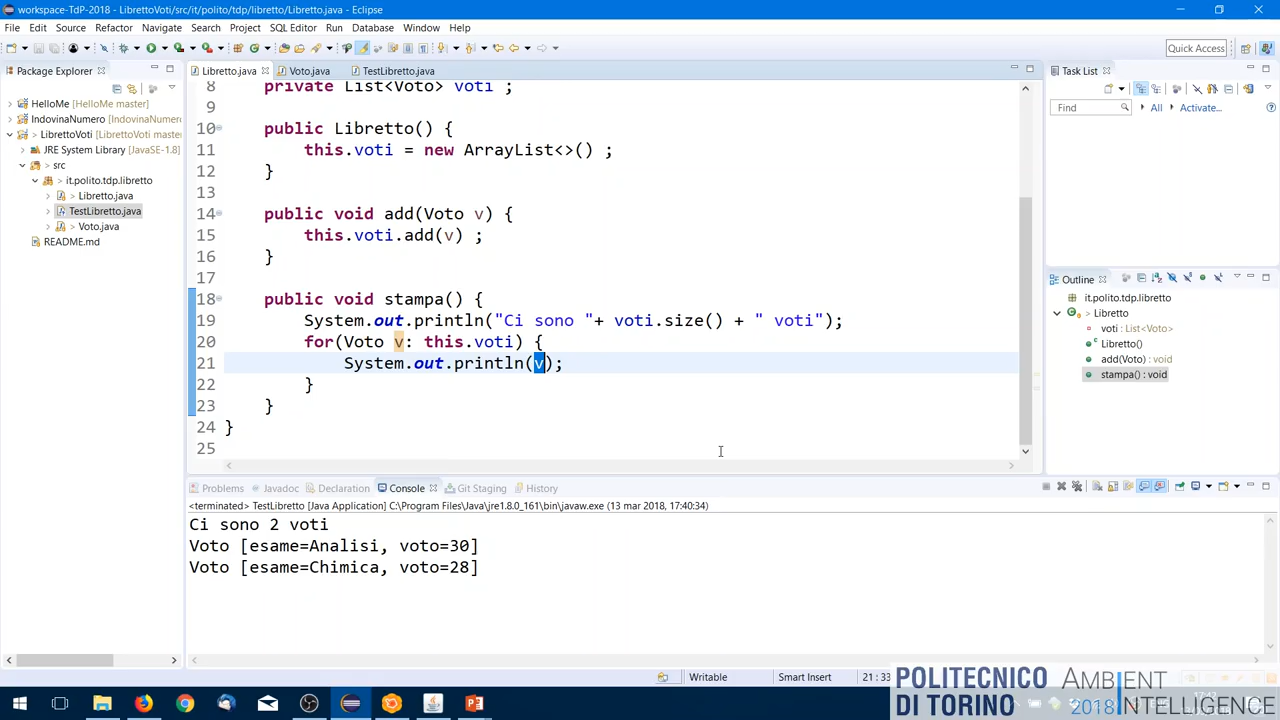 workspace-TdP-2018 - LibrettoVoti/src/it/polito/tdp/libretto/Libretto.java - Eclipse
File Edit Source Refactor Navigate Search Project SQL Editor Run Database Window Help
Quick Access
Package Explorer
Libretto.java
Voto.java
TestLibretto.java
Task List
Find
All
Activate...
HelloMe [HelloMe master]
IndovinaNumero [IndovinaNumero
LibrettoVoti [LibrettoVoti master
JRE System Library [JavaSE-1.8]
src
it.polito.tdp.libretto
Libretto.java
TestLibretto.java
Voto.java
README.md
8 private List<Voto> voti ;
9
10 public Libretto() {
11 this.voti = new ArrayList<>() ;
12 }
13
14 public void add(Voto v) {
15 this.voti.add(v) ;
16 }
17
18 public void stampa() {
19 System.out.println("Ci sono "+ voti.size() + " voti");
20 for(Voto v: this.voti) {
21 System.out.println(v);
22 }
23 }
24 }
25
Outline
it.polito.tdp.libretto
Libretto
voti : List<Voto>
Libretto()
add(Voto) : void
stampa() : void
Problems Javadoc Declaration Console Git Staging History
<terminated> TestLibretto [Java Application] C:\Program Files\Java\jre1.8.0_161\bin\javaw.exe (13 mar 2018, 17:40:34)
Ci sono 2 voti
Voto [esame=Analisi, voto=30]
Voto [esame=Chimica, voto=28]
Writable
Smart Insert
21 : 33
POLITECNICO
DI TORINO
AMBIENT
2018 INTELLIGENCE